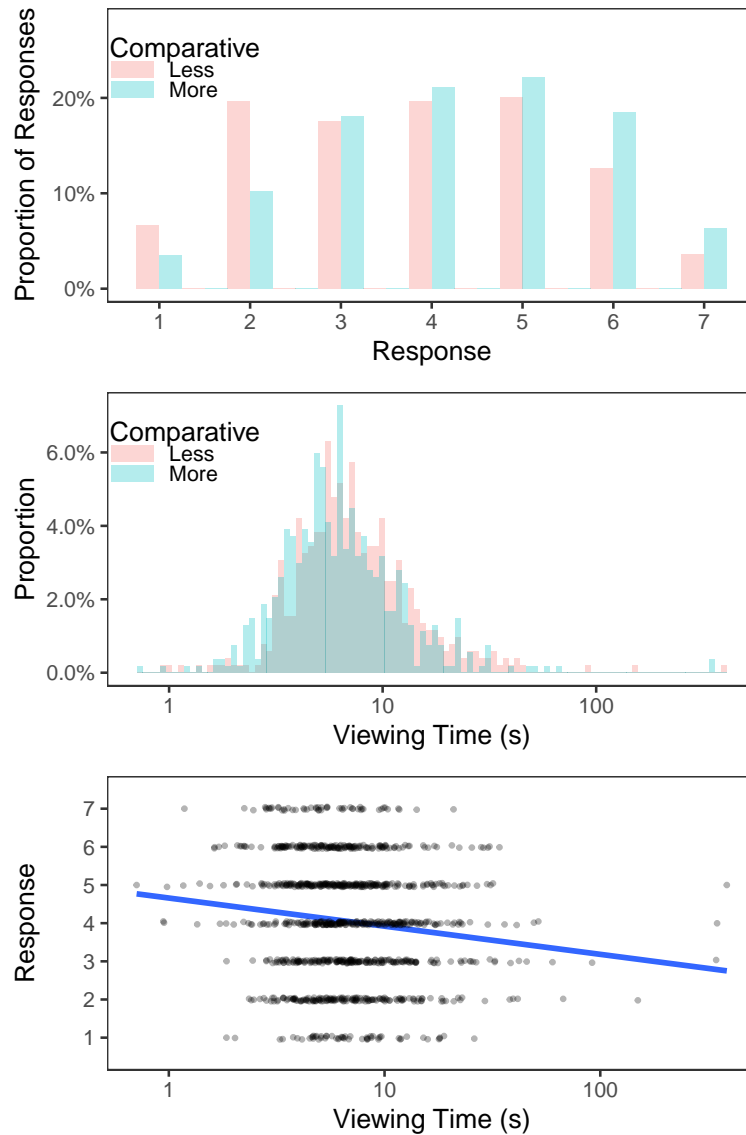 Proportion of Responses
Comparative
Less
More
20%
10%
0%
1 2 3 4 5 6 7
Response
Proportion
Comparative
Less
More
6.0%
4.0%
2.0%
0.0%
1 10 100
Viewing Time (s)
Response
7
6
5
4
3
2
1
1 10 100
Viewing Time (s)